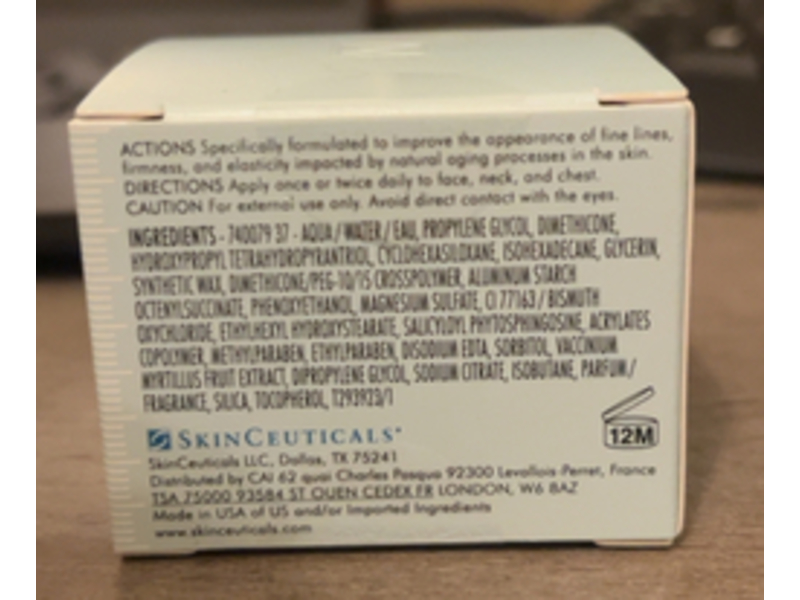 ACTIONS Specifically formulated to improve the appearance of fine lines,
firmness, and elasticity impacted by natural aging processes in the skin.
DIRECTIONS Apply once or twice daily to face, neck, and chest.
CAUTION For external use only. Avoid direct contact with the eyes.
INGREDIENTS - 740079 37 - AQUA / WATER / EAU, PROPYLENE GLYCOL, DIMETHICONE,
HYDROXYPROPYL TETRAHYDROPYRANTRIOL, CYCLOHEXASILOXANE, ISOHEXADECANE, GLYCERIN,
SYNTHETIC WAX, DIMETHICONE/PEG-10/15 CROSSPOLYMER, ALUMINUM STARCH
OCTENYLSUCCINATE, PHENOXYETHANOL, MAGNESIUM SULFATE, CI 77163 / BISMUTH
OXYCHLORIDE, ETHYLHEXYL HYDROXYSTEARATE, SALICYLOYL PHYTOSPHINGOSINE, ACRYLATES
COPOLYMER, METHYLPARABEN, ETHYLPARABEN, DISODIUM EDTA, SORBITOL, VACCINIUM
MYRTILLUS FRUIT EXTRACT, DIPROPYLENE GLYCOL, SODIUM CITRATE, ISOBUTANE, PARFUM /
FRAGRANCE, SILICA, TOCOPHEROL, T293923/1
12M
SKINCEUTICALS
SkinCeuticals LLC, Dallas, TX 75241
Distributed by CAI 62 quai Charles Pasqua 92300 Levallois-Perret, France
TSA 75000 93584 ST OUEN CEDEX FR LONDON, W6 8AZ
Made in USA of US and/or Imported Ingredients
www.skinceuticals.com